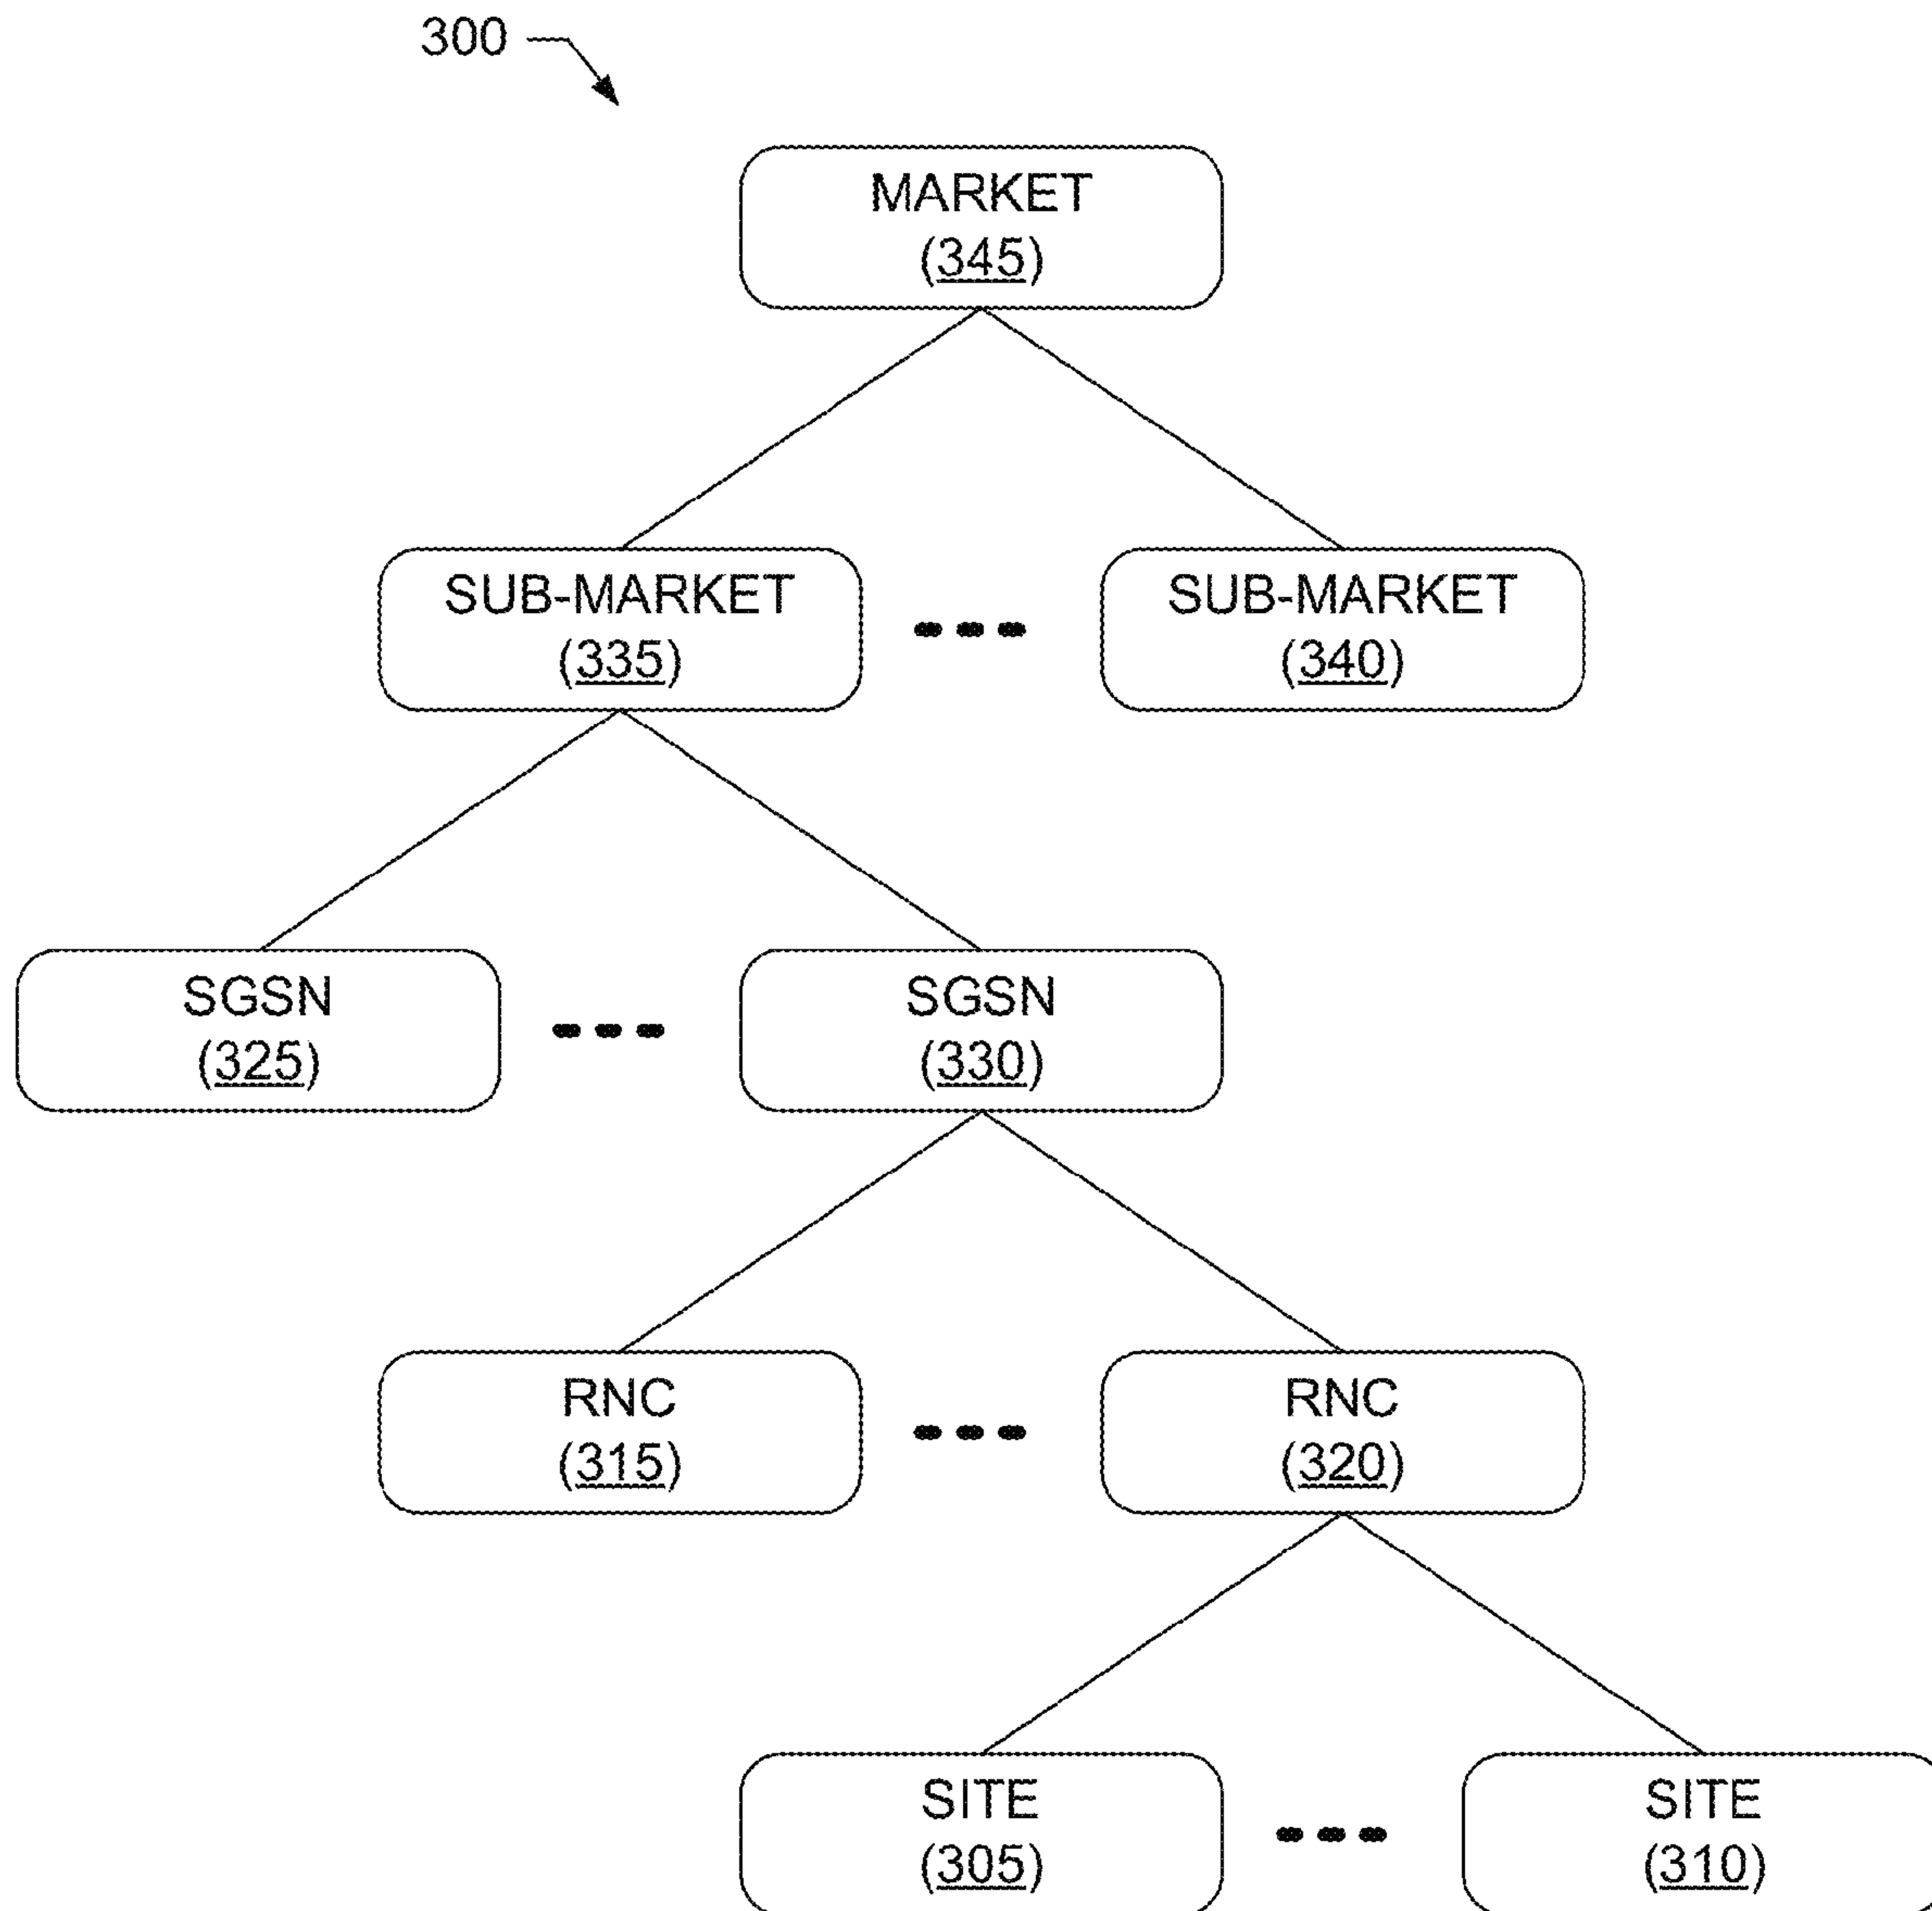 300
MARKET
(345)
SUB-MARKET
(335)
SUB-MARKET
(340)
SGSN
(325)
SGSN
(330)
RNC
(315)
RNC
(320)
SITE
(305)
SITE
(310)